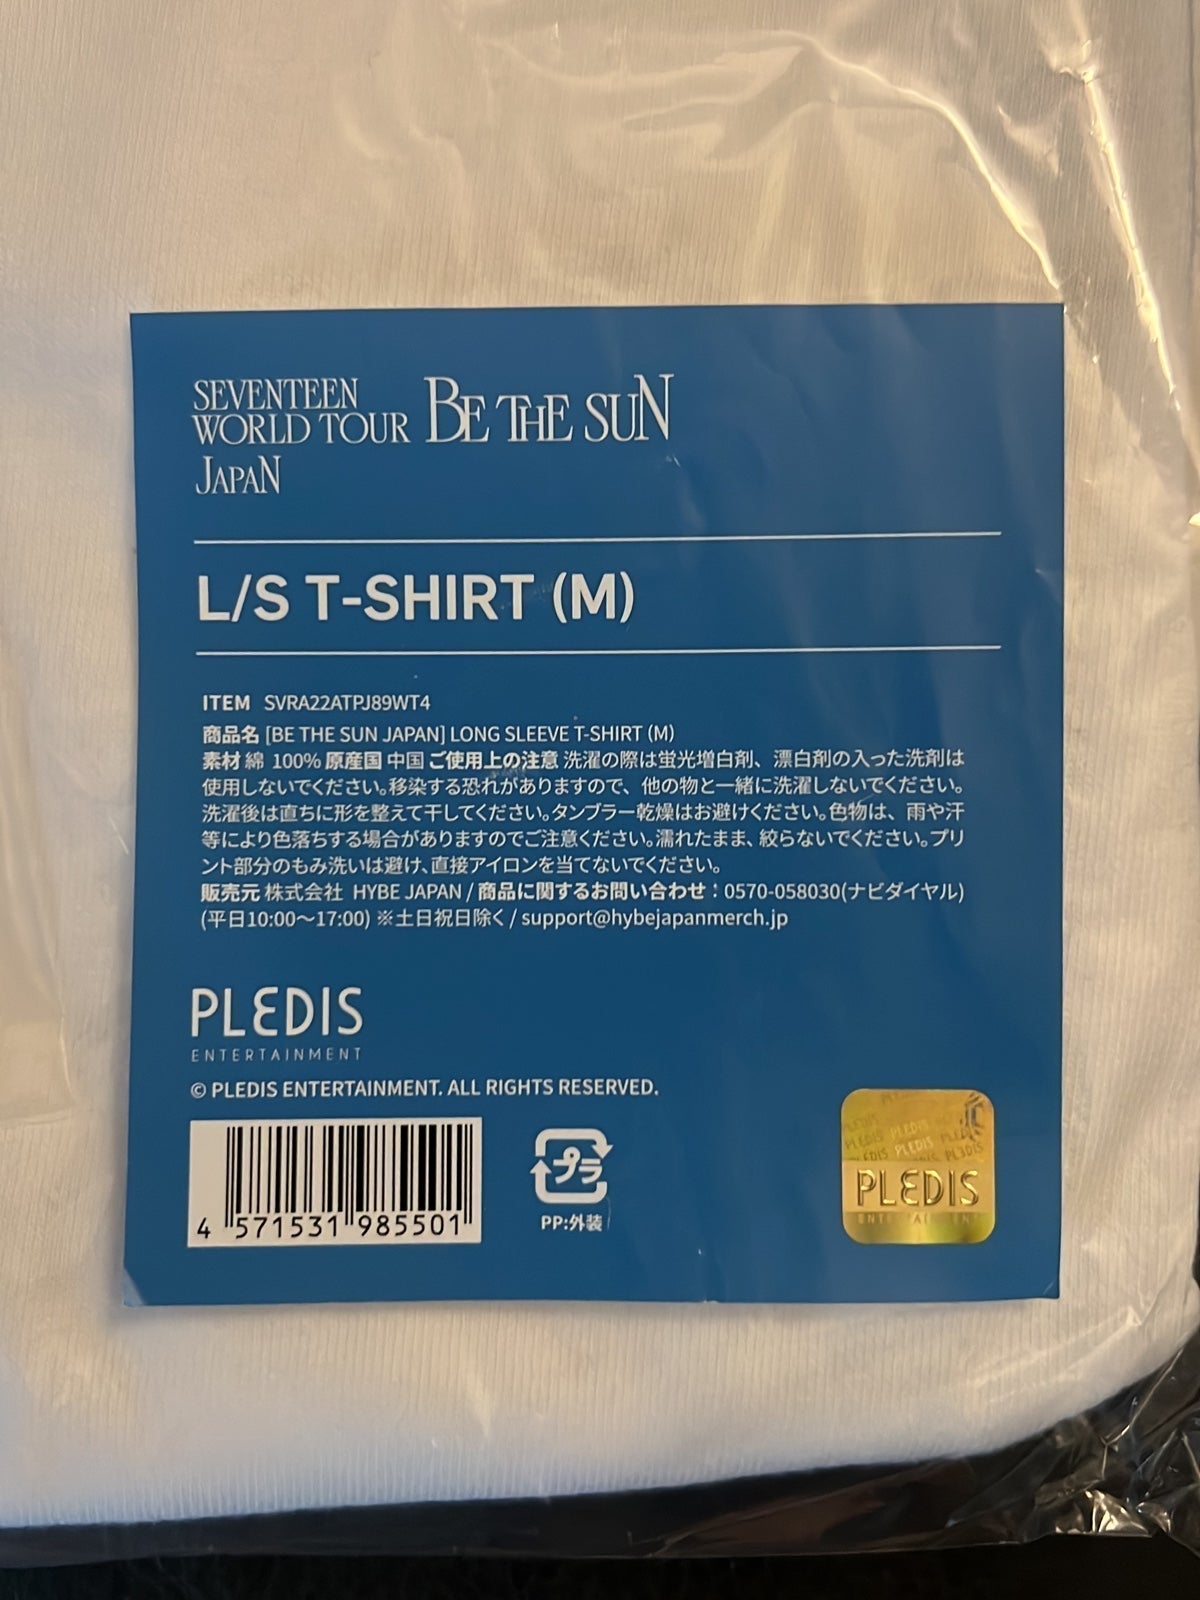 SEVENTEEN
WORLD TOUR BE THE SUN
JAPAN
L/S T-SHIRT (M)
ITEM SVRA22ATPJ89WT4
商品名 [BE THE SUN JAPAN] LONG SLEEVE T-SHIRT (M)
素材 綿 100% 原産国 中国 ご使用上の注意 洗濯の際は蛍光増白剤、漂白剤の入った洗剤は
使用しないでください。移染する恐れがありますので、他の物と一緒に洗濯しないでください。
洗濯後は直ちに形を整えて干してください。タンブラー乾燥はお避けください。色物は、雨や汗
等により色落ちする場合がありますのでご注意ください。濡れたまま、絞らないでください。プリ
ント部分のもみ洗いは避け、直接アイロンを当てないでください。
販売元 株式会社 HYBE JAPAN / 商品に関するお問い合わせ：0570-058030(ナビダイヤル)
(平日10:00～17:00) ※土日祝日除く / support@hybejapanmerch.jp
PLEDIS
ENTERTAINMENT
© PLEDIS ENTERTAINMENT. ALL RIGHTS RESERVED.
4 571531 985501
プラ
PP:外装
PLEDIS
ENTERTAINMENT